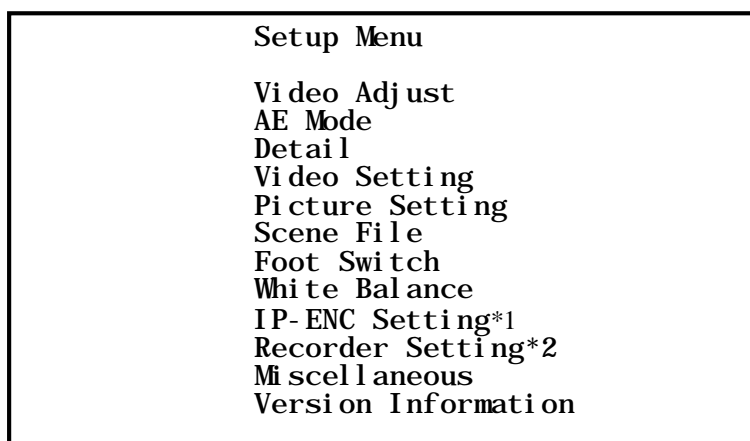 Setup Menu
Video Adjust
AE Mode
Detail
Video Setting
Picture Setting
Scene File
Foot Switch
White Balance
IP-ENC Setting*1
Recorder Setting*2
Miscellaneous
Version Information